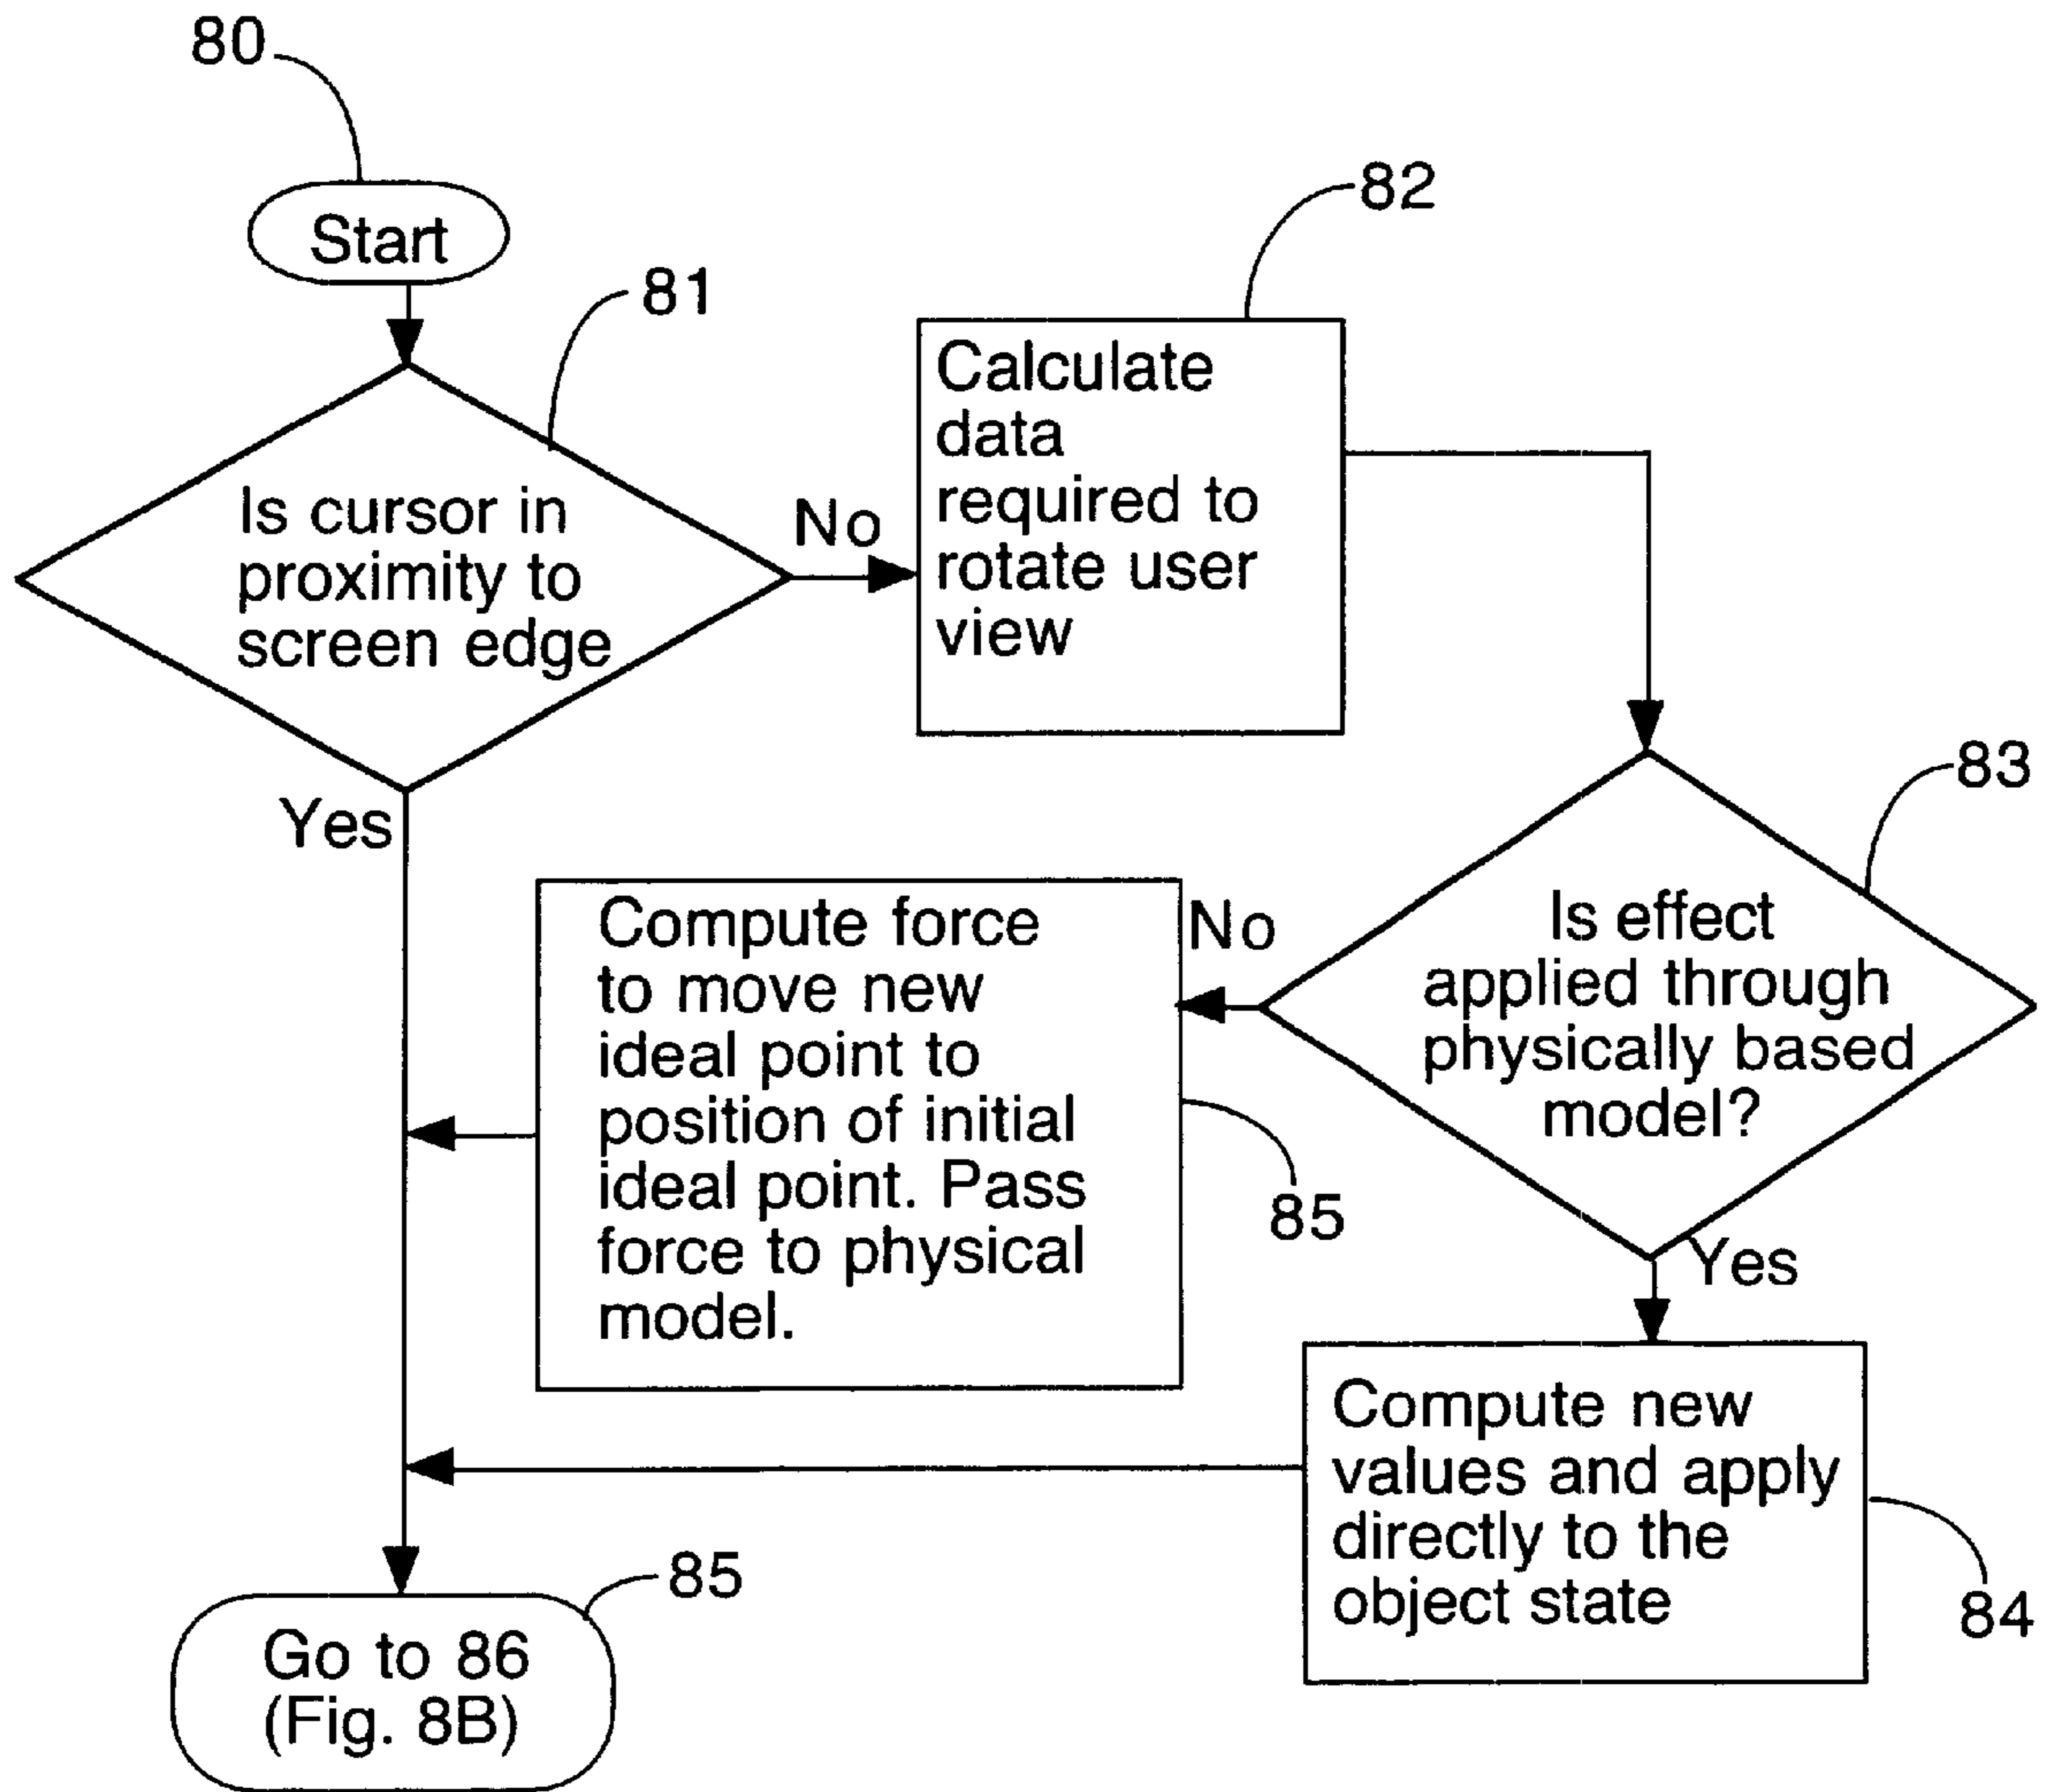 80
Start
81
Is cursor in
proximity to
screen edge
No
Yes
82
Calculate
data
required to
rotate user
view
83
Is effect
applied through
physically based
model?
No
Yes
Compute force
to move new
ideal point to
position of initial
ideal point. Pass
force to physical
model.
85
Compute new
values and apply
directly to the
object state
84
85
Go to 86
(Fig. 8B)